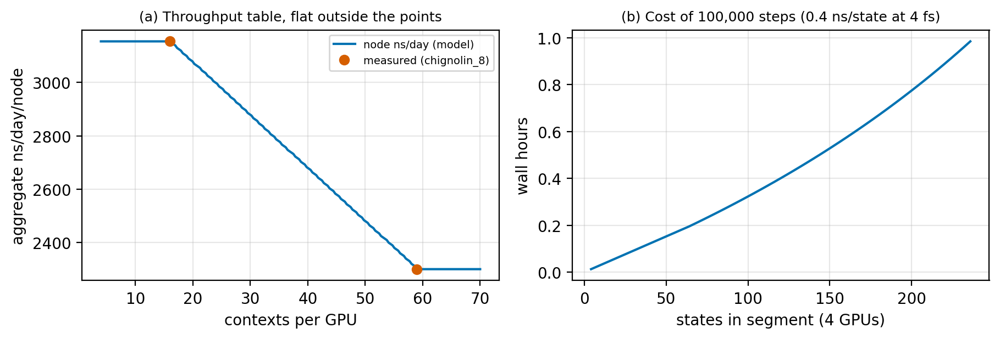 (a) Throughput table, flat outside the points
aggregate ns/day/node
3000
2800
2600
2400
node ns/day (model)
measured (chignolin_8)
10 20 30 40 50 60 70
contexts per GPU
(b) Cost of 100,000 steps (0.4 ns/state at 4 fs)
wall hours
1.0
0.8
0.6
0.4
0.2
0.0
0 50 100 150 200
states in segment (4 GPUs)